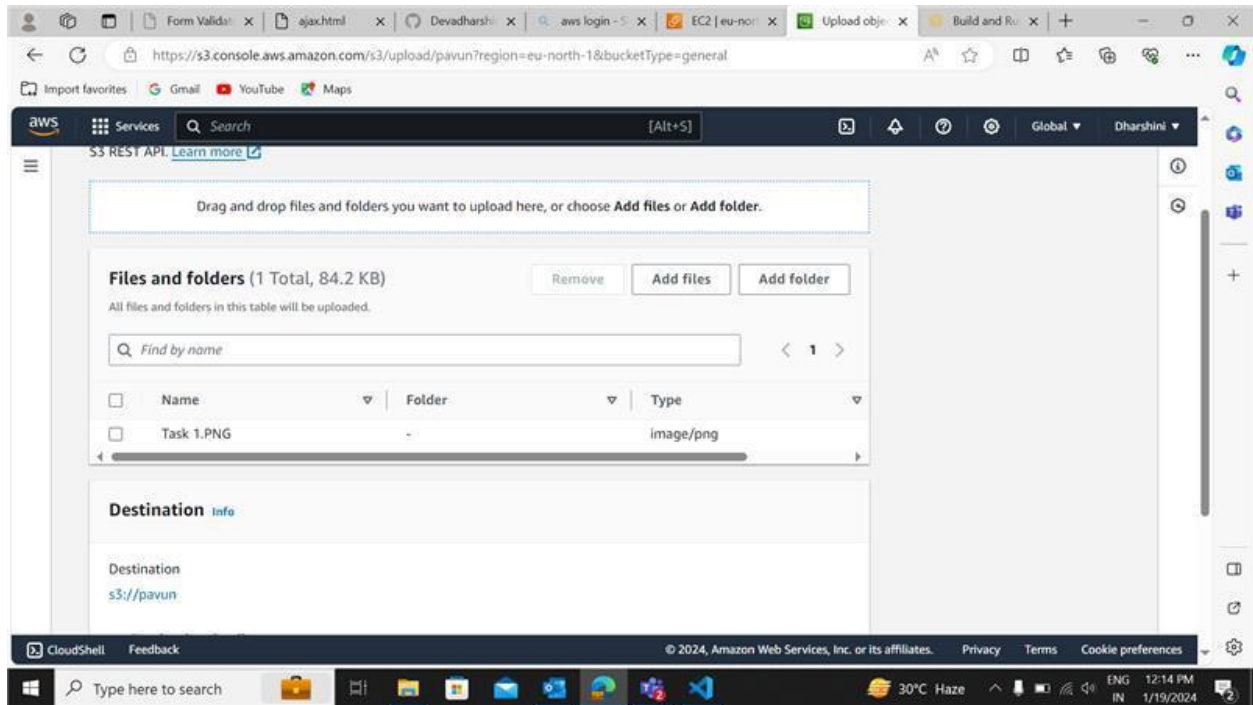 Form Validat
ajax.html
Devadharshi
aws login - S
EC2 | eu-nor
Upload obje
Build and Ru
https://s3.console.aws.amazon.com/s3/upload/pavun?region=eu-north-1&bucketType=general
Import favorites Gmail YouTube Maps
aws Services Search [Alt+S] Global Dharshini
S3 REST API. Learn more
Drag and drop files and folders you want to upload here, or choose Add files or Add folder.
Files and folders (1 Total, 84.2 KB) Remove Add files Add folder
All files and folders in this table will be uploaded.
Find by name 1
Name Folder Type
Task 1.PNG - image/png
Destination Info
Destination
s3://pavun
CloudShell Feedback © 2024, Amazon Web Services, Inc. or its affiliates. Privacy Terms Cookie preferences
Type here to search 30°C Haze ENG 12:14 PM
IN 1/19/2024 2